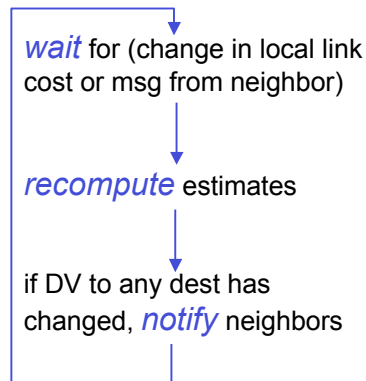 wait for (change in local link
cost or msg from neighbor)
recompute estimates
if DV to any dest has
changed, notify neighbors